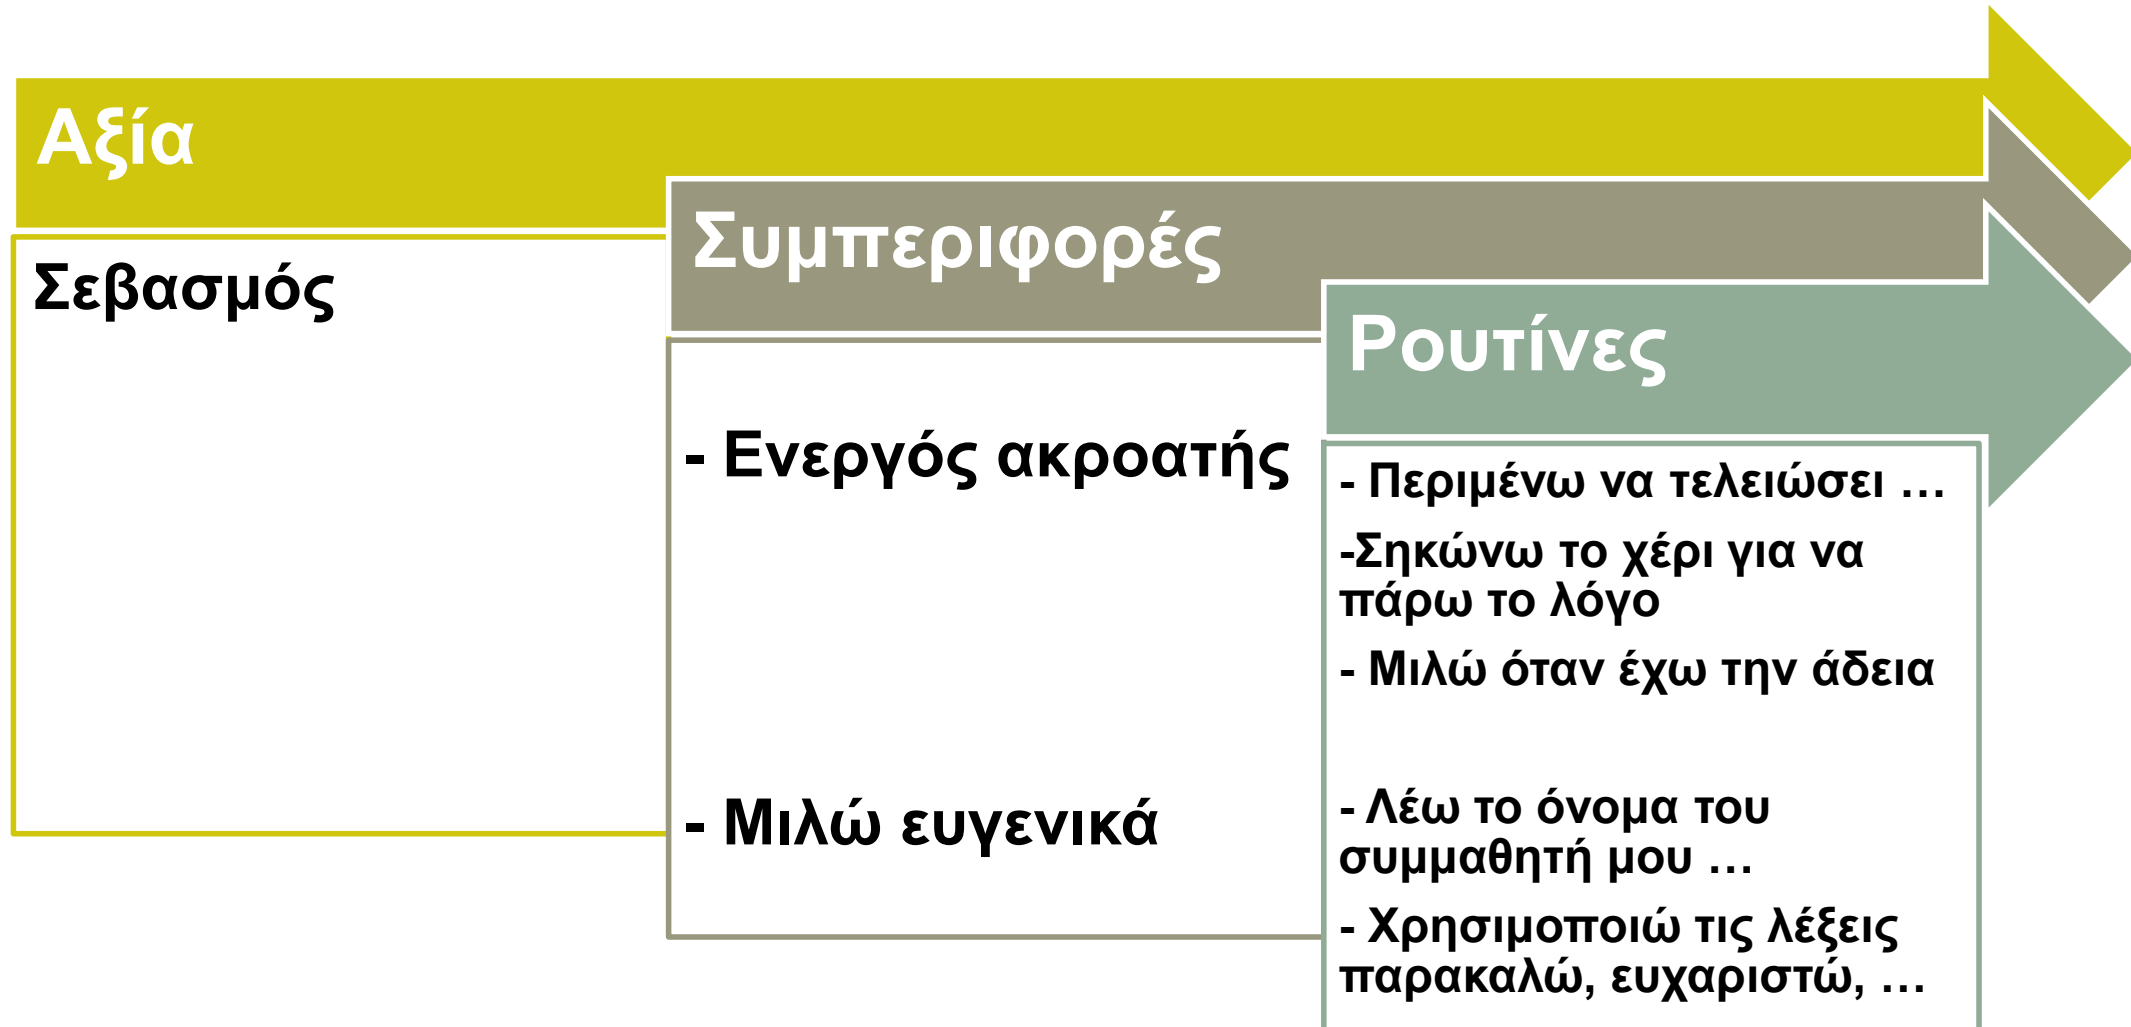 Αξία
Σεβασμός
Συμπεριφορές
- Ενεργός ακροατής
- Μιλώ ευγενικά
Ρουτίνες
- Περιμένω να τελειώσει …
-Σηκώνω το χέρι για να
πάρω το λόγο
- Μιλώ όταν έχω την άδεια
- Λέω το όνομα του
συμμαθητή μου …
- Χρησιμοποιώ τις λέξεις
παρακαλώ, ευχαριστώ, …